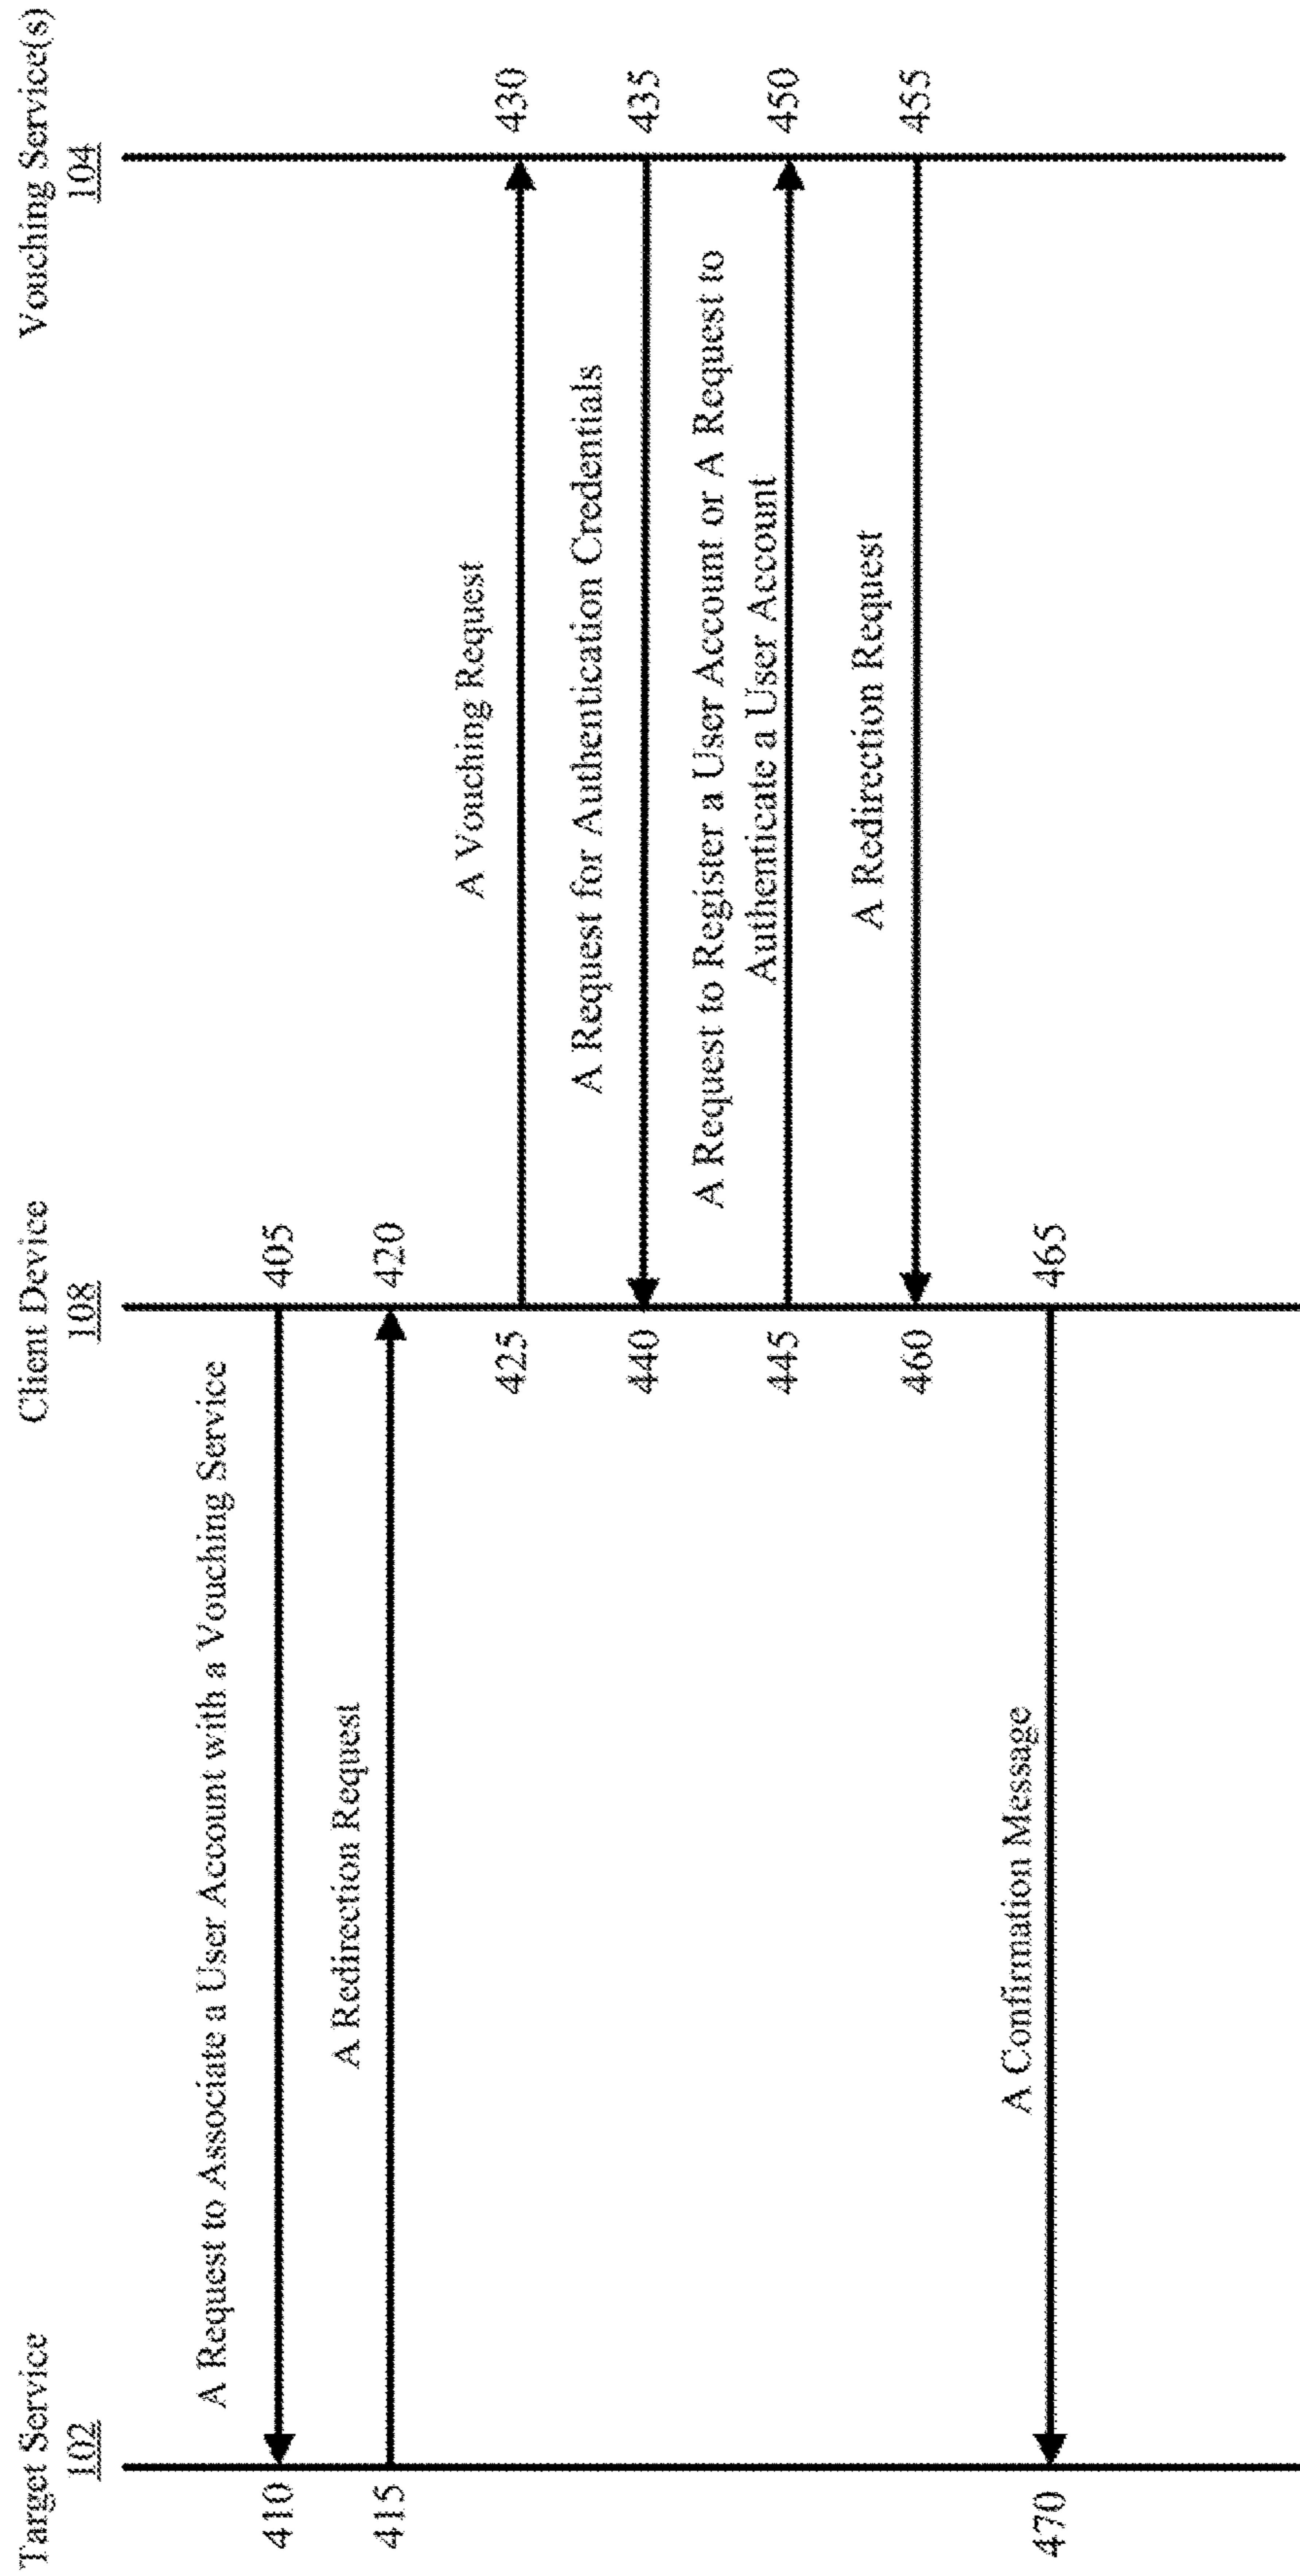 Target Service
102
Client Device
108
Vouching Service(s)
104
A Request to Associate a User Account with a Vouching Service
410
405
A Redirection Request
415
420
A Vouching Request
425
430
A Request for Authentication Credentials
440
435
A Request to Register a User Account or A Request to
Authenticate a User Account
445
450
A Redirection Request
460
455
A Confirmation Message
470
465